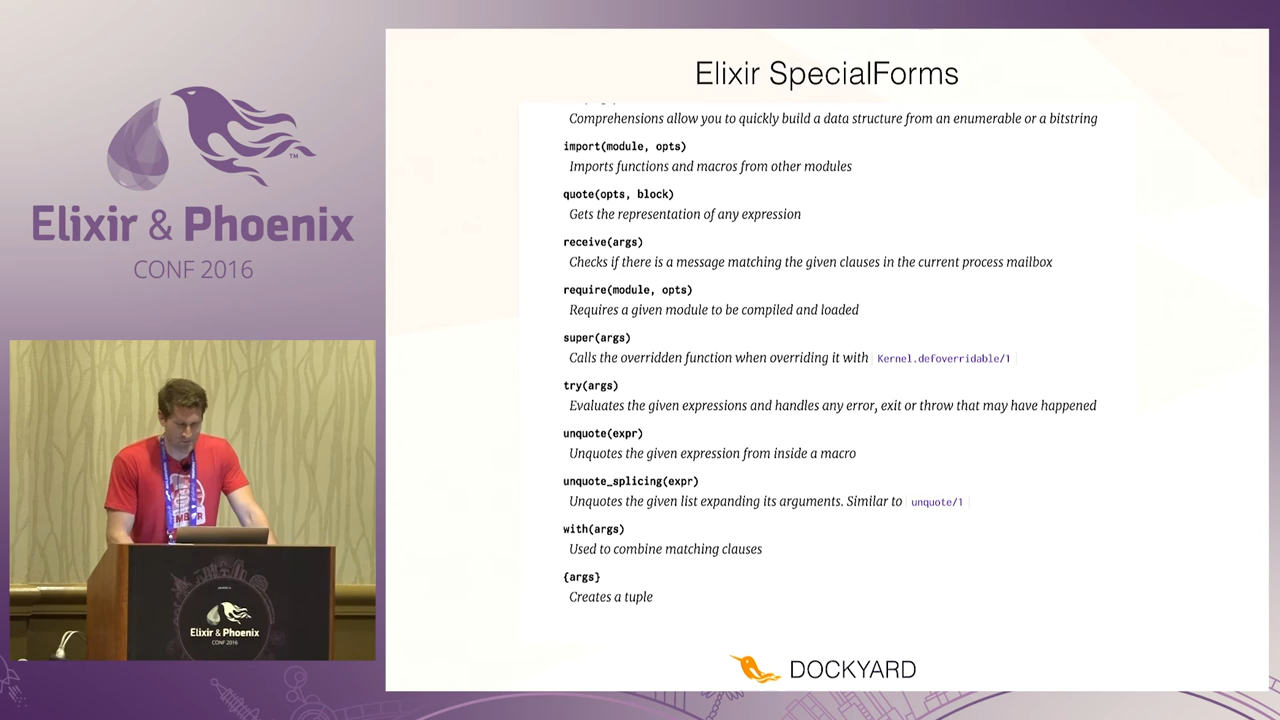 Elixir & Phoenix
CONF 2016
Elixir SpecialForms
Comprehensions allow you to quickly build a data structure from an enumerable or a bitstring
import(module, opts)
Imports functions and macros from other modules
quote(opts, block)
Gets the representation of any expression
receive(args)
Checks if there is a message matching the given clauses in the current process mailbox
require(module, opts)
Requires a given module to be compiled and loaded
super(args)
Calls the overridden function when overriding it with Kernel.defoverridable/1
try(args)
Evaluates the given expressions and handles any error, exit or throw that may have happened
unquote(expr)
Unquotes the given expression from inside a macro
unquote_splicing(expr)
Unquotes the given list expanding its arguments. Similar to unquote/1
with(args)
Used to combine matching clauses
{args}
Creates a tuple
DOCKYARD
Elixir & Phoenix
CONF 2016